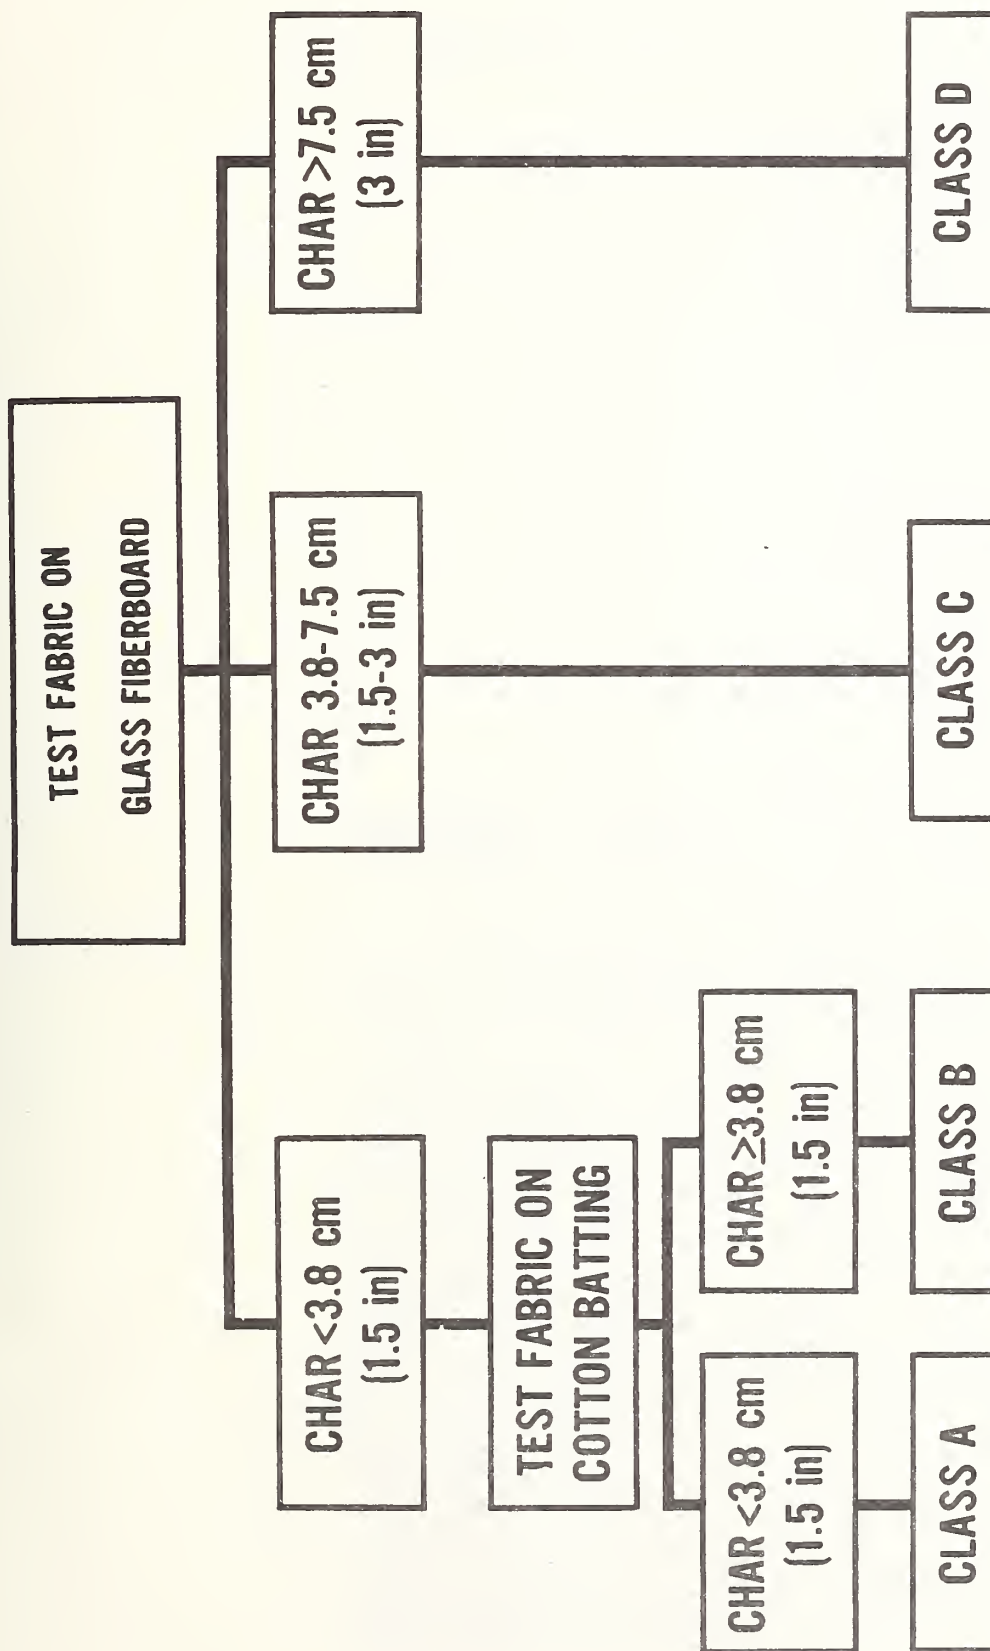 TEST FABRIC ON
GLASS FIBERBOARD
CHAR <3.8 cm
(1.5 in)
CHAR 3.8-7.5 cm
(1.5-3 in)
CHAR >7.5 cm
(3 in)
TEST FABRIC ON
COTTON BATTING
CHAR <3.8 cm
(1.5 in)
CHAR ≥3.8 cm
(1.5 in)
CLASS A
CLASS B
CLASS C
CLASS D